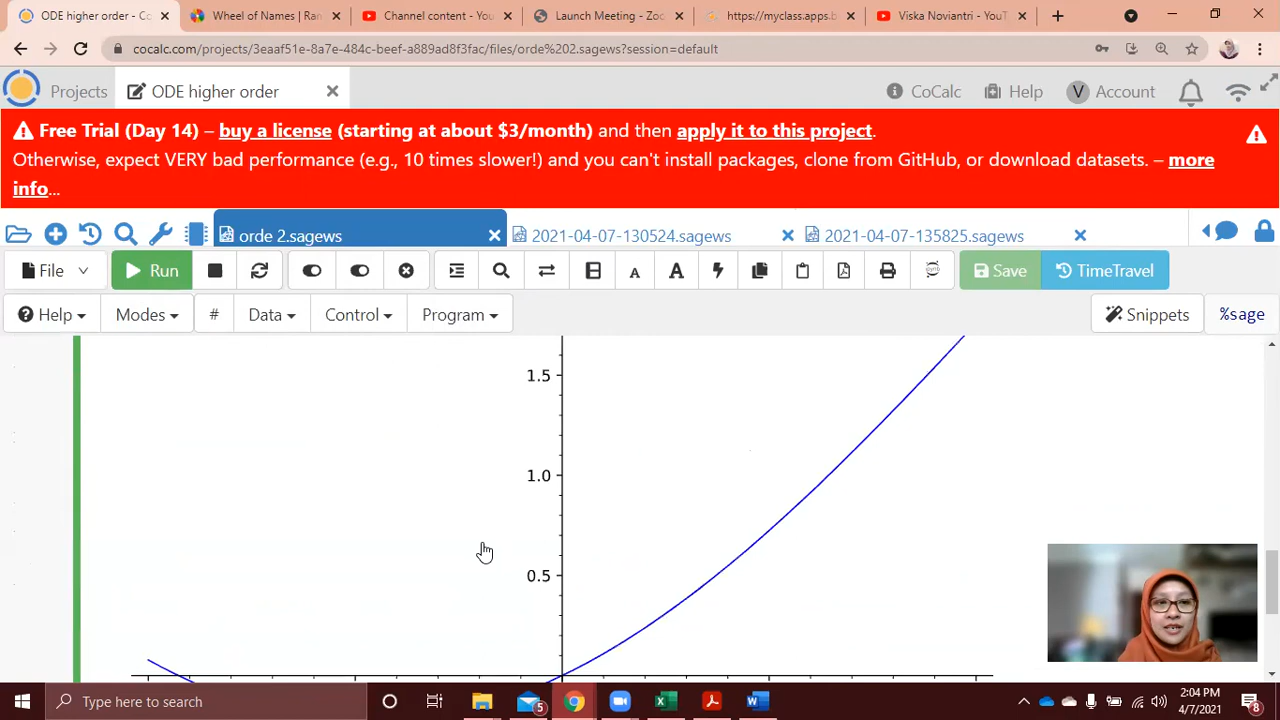 ODE higher order - Co
Wheel of Names | Ran
Channel content - You
Launch Meeting - Zoo
https://myclass.apps.b
Viska Noviantri - YouT
cocalc.com/projects/3eaaf51e-8a7e-484c-beef-a889ad8f3fac/files/orde%202.sagews?session=default
Projects
ODE higher order
CoCalc
Help
V Account
Free Trial (Day 14) – buy a license (starting at about $3/month) and then apply it to this project.
Otherwise, expect VERY bad performance (e.g., 10 times slower!) and you can't install packages, clone from GitHub, or download datasets. – more
info...
orde 2.sagews
2021-04-07-130524.sagews
2021-04-07-135825.sagews
File
Run
A
A
Save
TimeTravel
Help
Modes
#
Data
Control
Program
Snippets
%sage
1.5
1.0
0.5
Type here to search
5
2:04 PM
4/7/2021
8